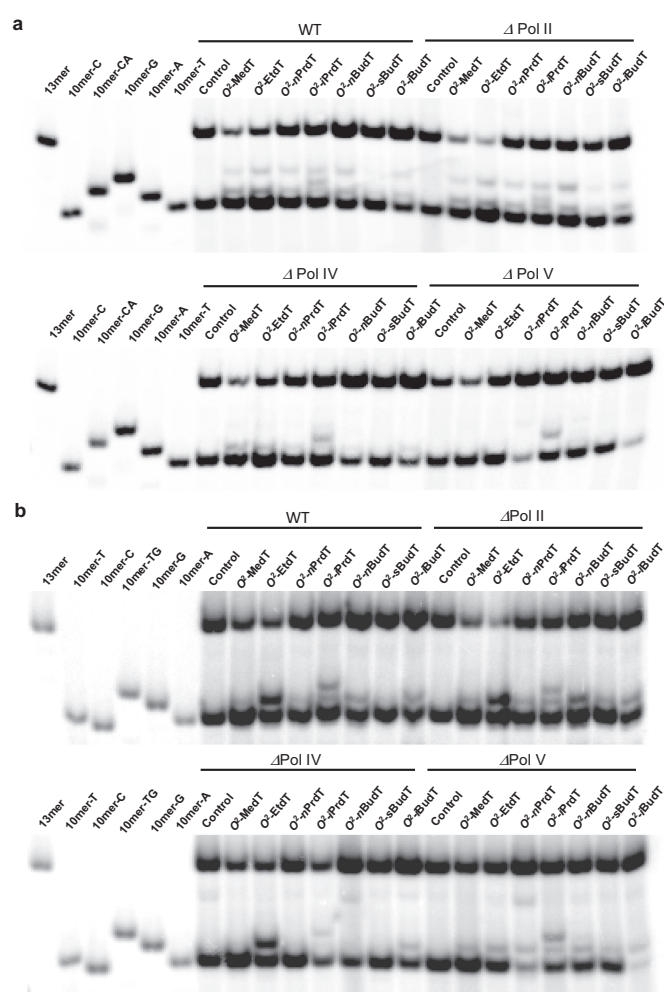 a
WT Δ Pol II
13mer 10mer-C 10mer-CA 10mer-G 10mer-A 10mer-T Control O²-MedT O²-EtdT O²-nPrdT O²-iPrdT O²-nBudT O²-sBudT O²-iBudT Control O²-MedT O²-EtdT O²-nPrdT O²-iPrdT O²-nBudT O²-sBudT O²-iBudT
Δ Pol IV Δ Pol V
13mer 10mer-C 10mer-CA 10mer-G 10mer-A 10mer-T Control O²-MedT O²-EtdT O²-nPrdT O²-iPrdT O²-nBudT O²-sBudT O²-iBudT Control O²-MedT O²-EtdT O²-nPrdT O²-iPrdT O²-nBudT O²-sBudT O²-iBudT
b
WT ΔPol II
13mer 10mer-T 10mer-C 10mer-TG 10mer-G 10mer-A Control O²-MedT O²-EtdT O²-nPrdT O²-iPrdT O²-nBudT O²-sBudT O²-iBudT Control O²-MedT O²-EtdT O²-nPrdT O²-iPrdT O²-nBudT O²-sBudT O²-iBudT
ΔPol IV ΔPol V
13mer 10mer-T 10mer-C 10mer-TG 10mer-G 10mer-A Control O²-MedT O²-EtdT O²-nPrdT O²-iPrdT O²-nBudT O²-sBudT O²-iBudT Control O²-MedT O²-EtdT O²-nPrdT O²-iPrdT O²-nBudT O²-sBudT O²-iBudT